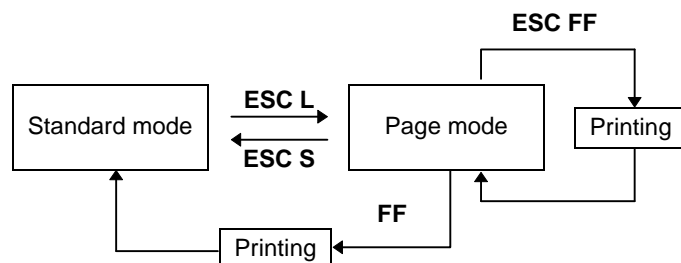 ESC FF
ESC L
Standard mode
Page mode
Printing
ESC S
FF
Printing